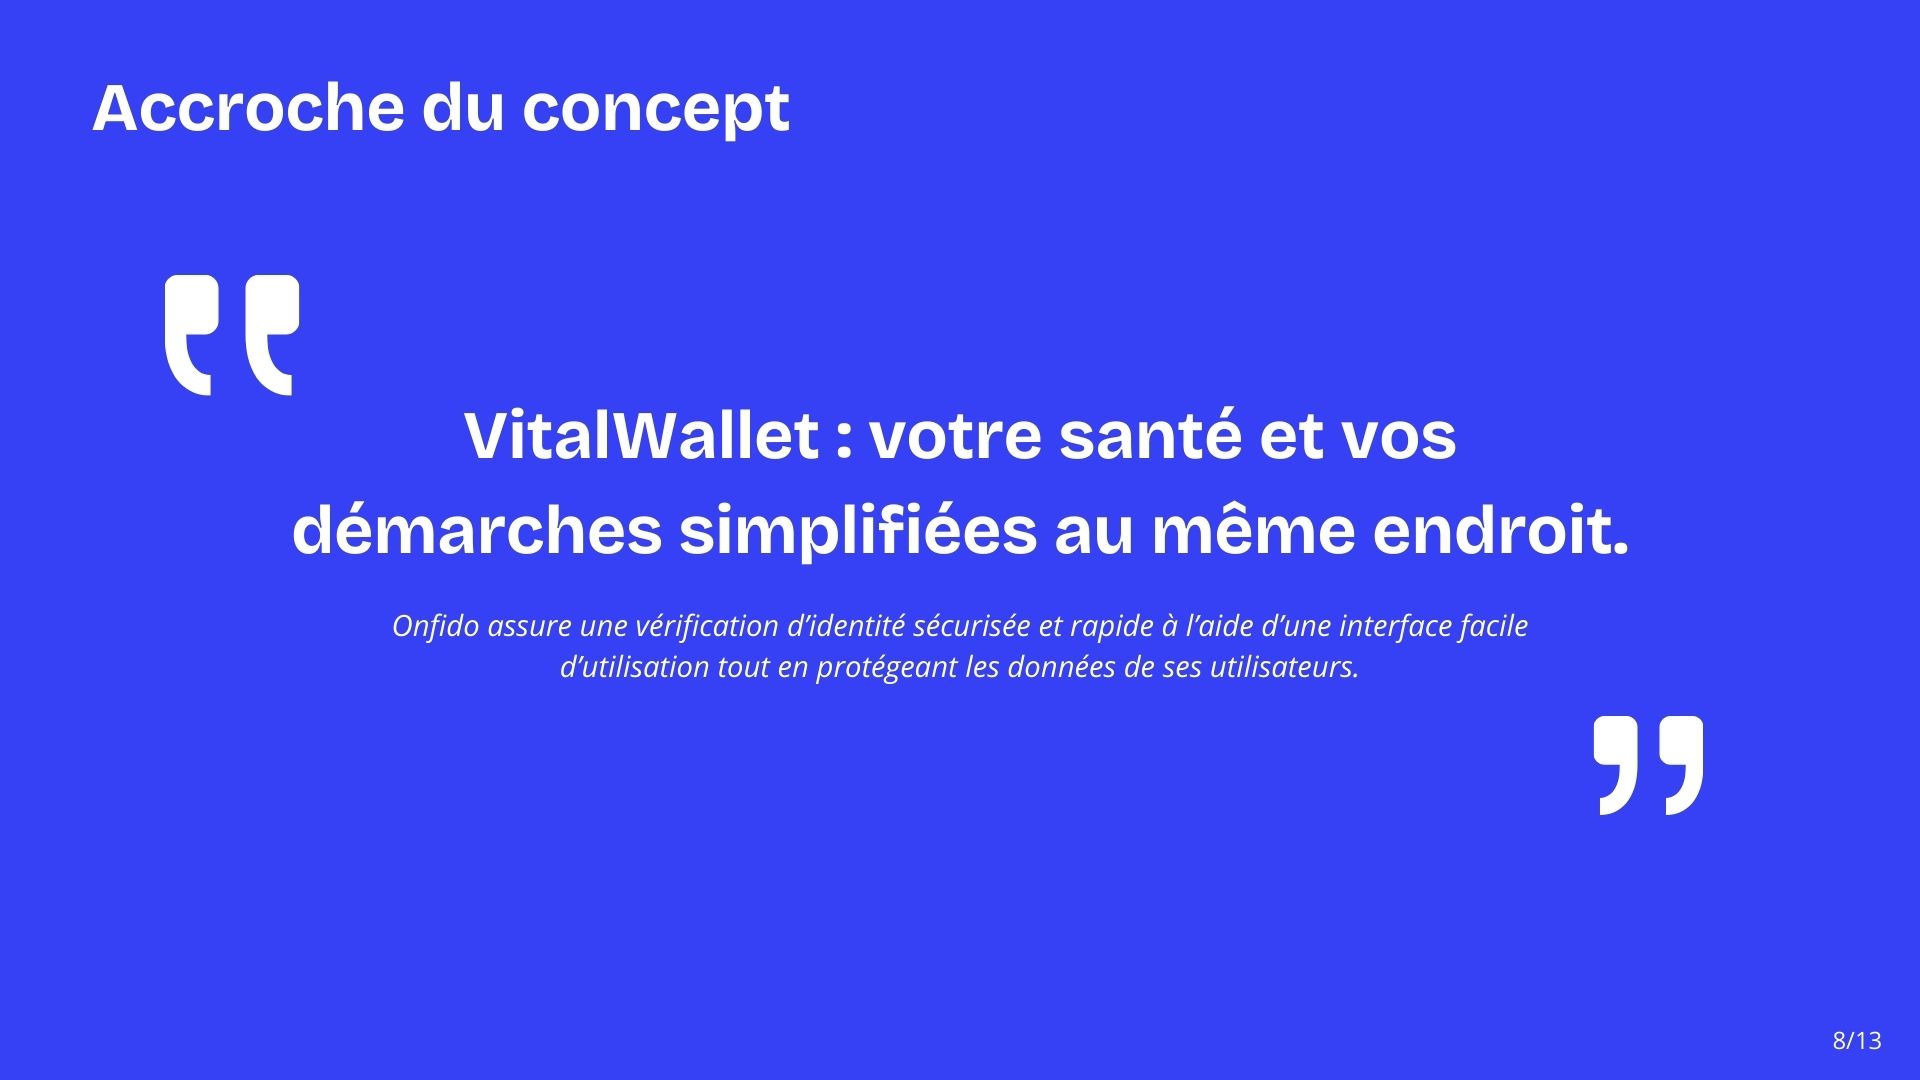 Accroche du concept
VitalWallet : votre santé et vos
démarches simplifiées au même endroit.
Onfido assure une vérification d’identité sécurisée et rapide à l’aide d’une interface facile
d’utilisation tout en protégeant les données de ses utilisateurs.
8/13